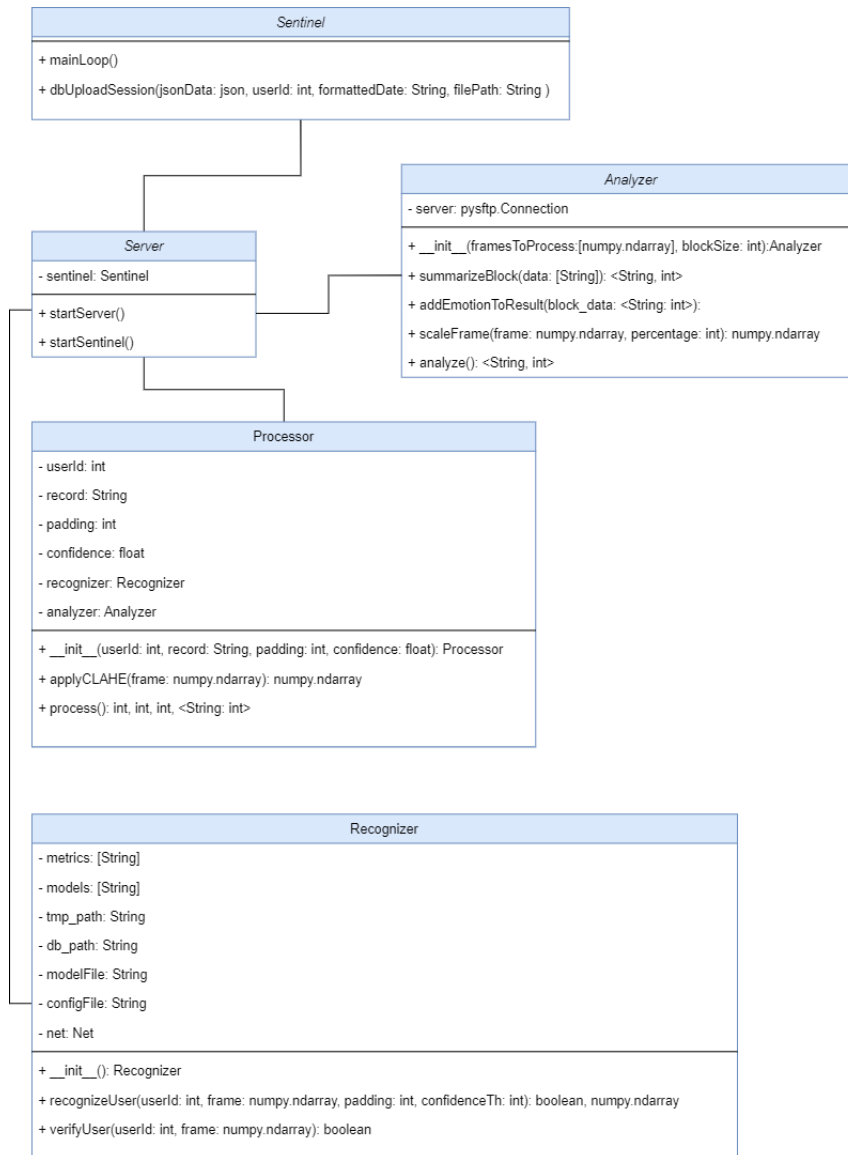 Sentinel
+ mainLoop()
+ dbUploadSession(jsonData: json, userId: int, formattedDate: String, filePath: String )
Analyzer
- server: pysftp.Connection
+ __init__(framesToProcess:[numpy.ndarray], blockSize: int):Analyzer
+ summarizeBlock(data: [String]): <String, int>
+ addEmotionToResult(block_data: <String: int>):
+ scaleFrame(frame: numpy.ndarray, percentage: int): numpy.ndarray
+ analyze(): <String, int>
Server
- sentinel: Sentinel
+ startServer()
+ startSentinel()
Processor
- userId: int
- record: String
- padding: int
- confidence: float
- recognizer: Recognizer
- analyzer: Analyzer
+ __init__(userId: int, record: String, padding: int, confidence: float): Processor
+ applyCLAHE(frame: numpy.ndarray): numpy.ndarray
+ process(): int, int, int, <String: int>
Recognizer
- metrics: [String]
- models: [String]
- tmp_path: String
- db_path: String
- modelFile: String
- configFile: String
- net: Net
+ __init__(): Recognizer
+ recognizeUser(userId: int, frame: numpy.ndarray, padding: int, confidenceTh: int): boolean, numpy.ndarray
+ verifyUser(userId: int, frame: numpy.ndarray): boolean